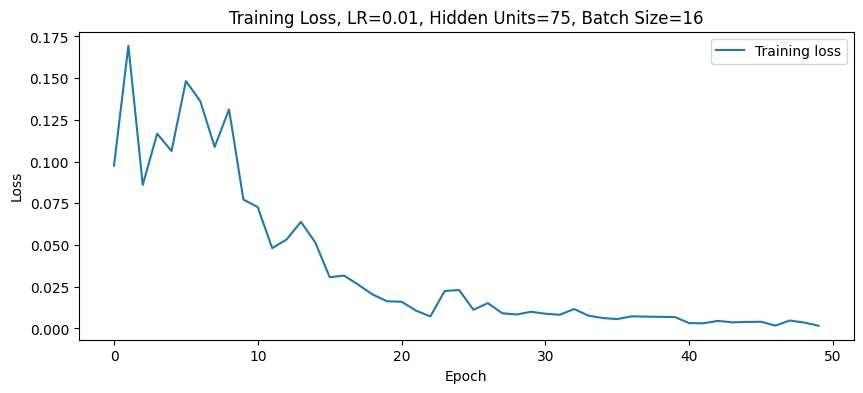 Training Loss, LR=0.01, Hidden Units=75, Batch Size=16
Training loss
0.175
0.150
0.125
0.100
0.075
0.050
0.025
0.000
Loss
0 10 20 30 40 50
Epoch